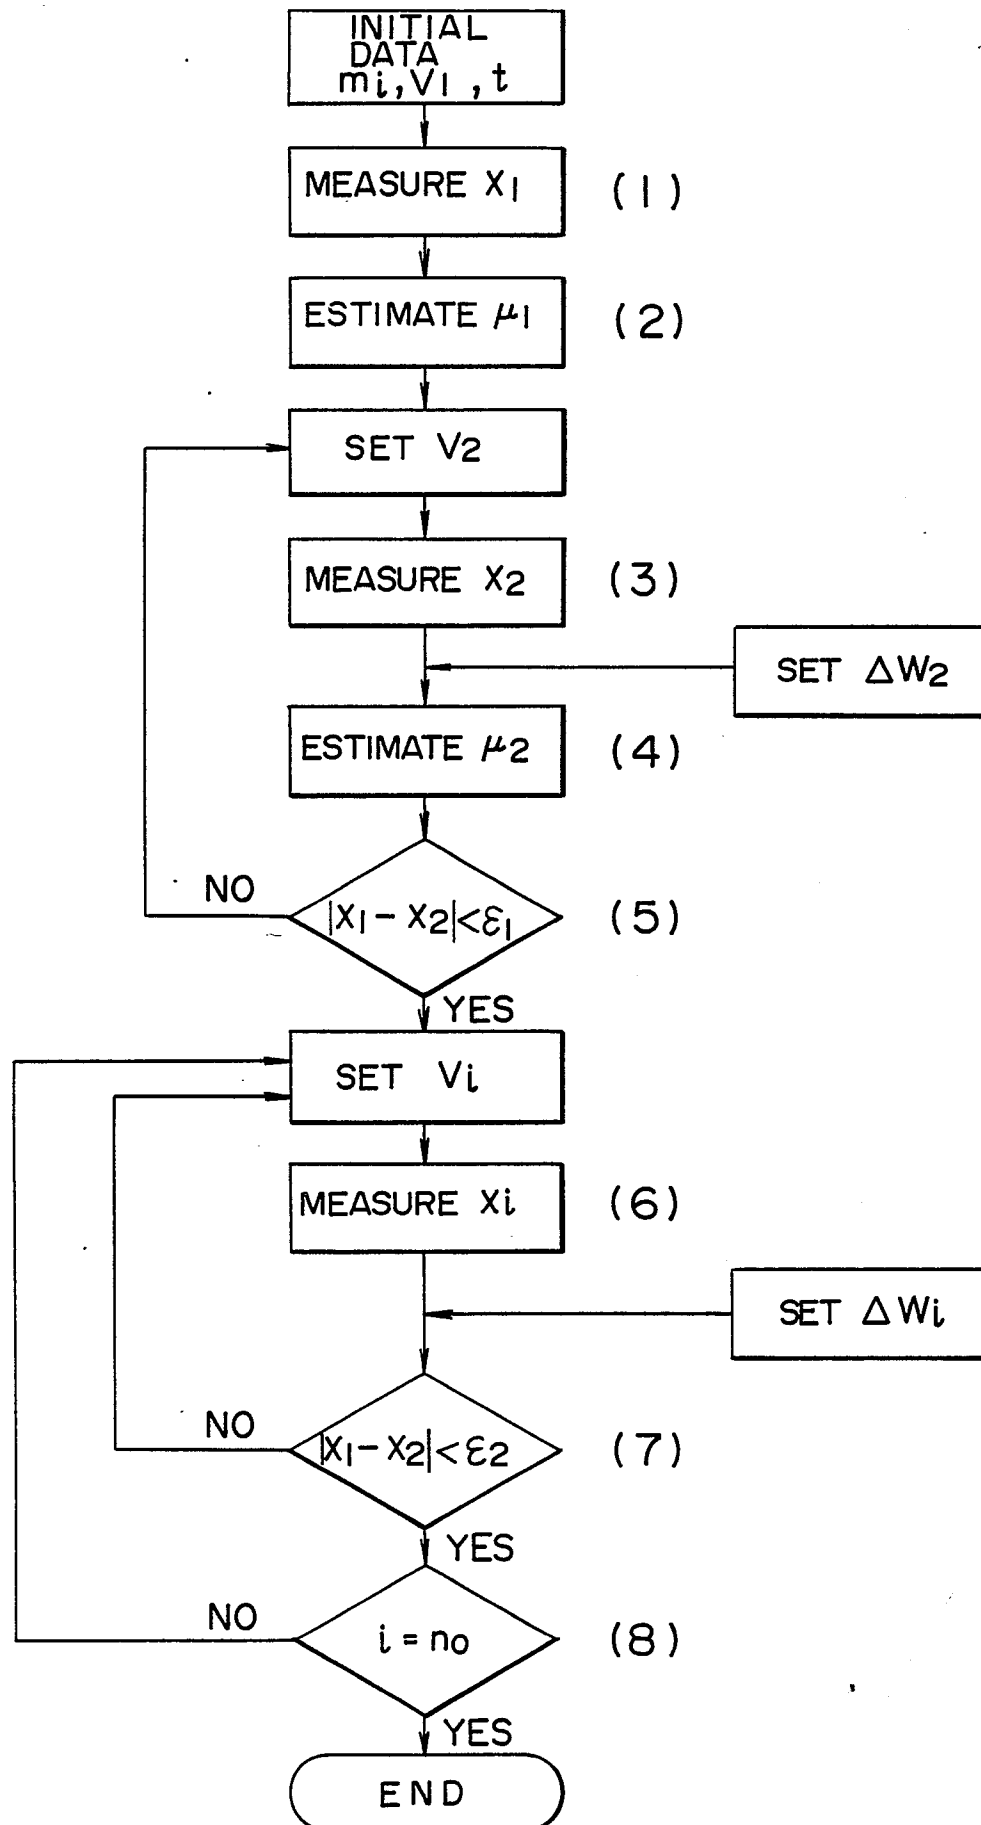 INITIAL
DATA
mi, V1, t
MEASURE X1
(1)
ESTIMATE μ1
(2)
SET V2
MEASURE X2
(3)
SET ΔW2
ESTIMATE μ2
(4)
NO
|X1 - X2| < ε1
(5)
YES
SET Vi
MEASURE Xi
(6)
SET ΔWi
NO
|X1 - X2| < ε2
(7)
YES
NO
i = no
(8)
YES
END